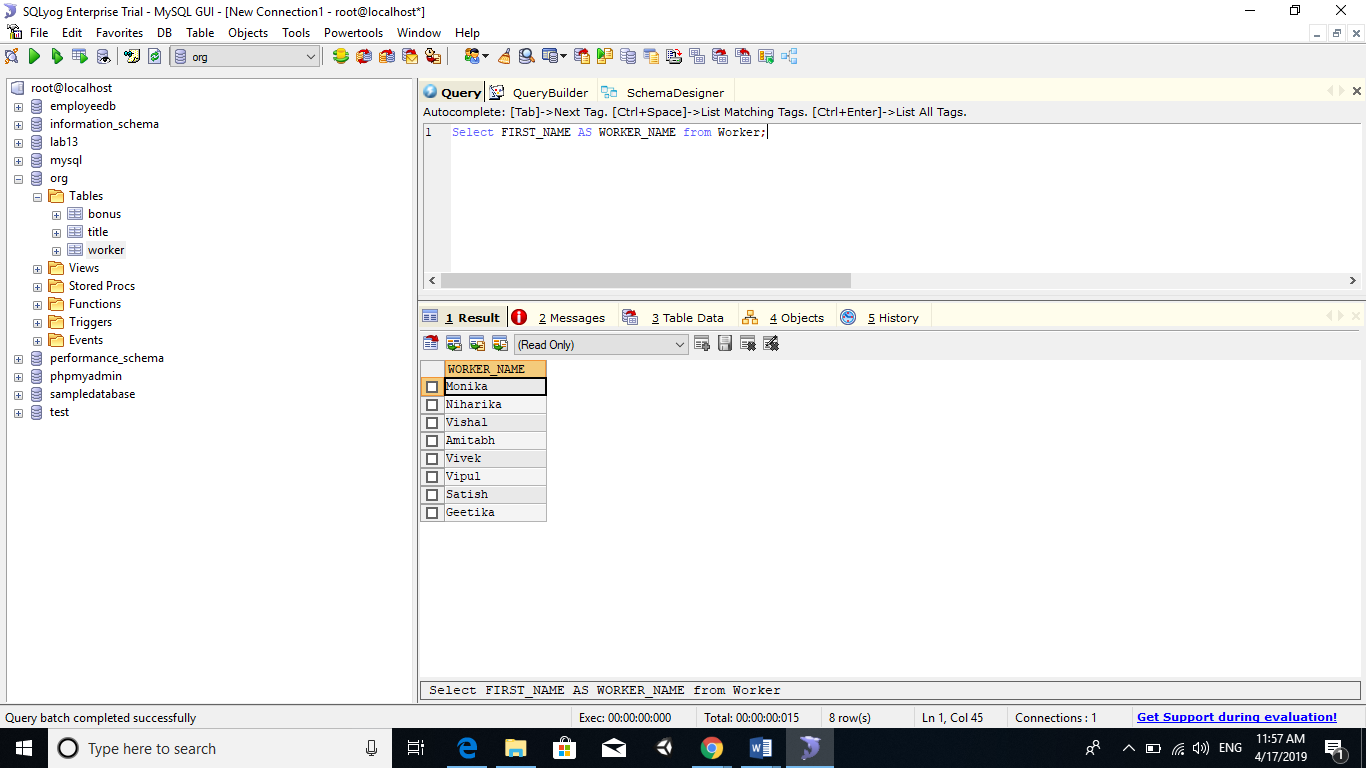 SQLyog Enterprise Trial - MySQL GUI - [New Connection1 - root@localhost*]
File Edit Favorites DB Table Objects Tools Powertools Window Help
org
root@localhost
employeedb
information_schema
lab13
mysql
org
Tables
bonus
title
worker
Views
Stored Procs
Functions
Triggers
Events
performance_schema
phpmyadmin
sampledatabase
test
Query QueryBuilder SchemaDesigner
Autocomplete: [Tab]->Next Tag. [Ctrl+Space]->List Matching Tags. [Ctrl+Enter]->List All Tags.
1 Select FIRST_NAME AS WORKER_NAME from Worker;
1 Result 2 Messages 3 Table Data 4 Objects 5 History
(Read Only)
WORKER_NAME
Monika
Niharika
Vishal
Amitabh
Vivek
Vipul
Satish
Geetika
Select FIRST_NAME AS WORKER_NAME from Worker
Query batch completed successfully Exec: 00:00:00:000 Total: 00:00:00:015 8 row(s) Ln 1, Col 45 Connections : 1 Get Support during evaluation!
Type here to search ENG 11:57 AM
4/17/2019 1